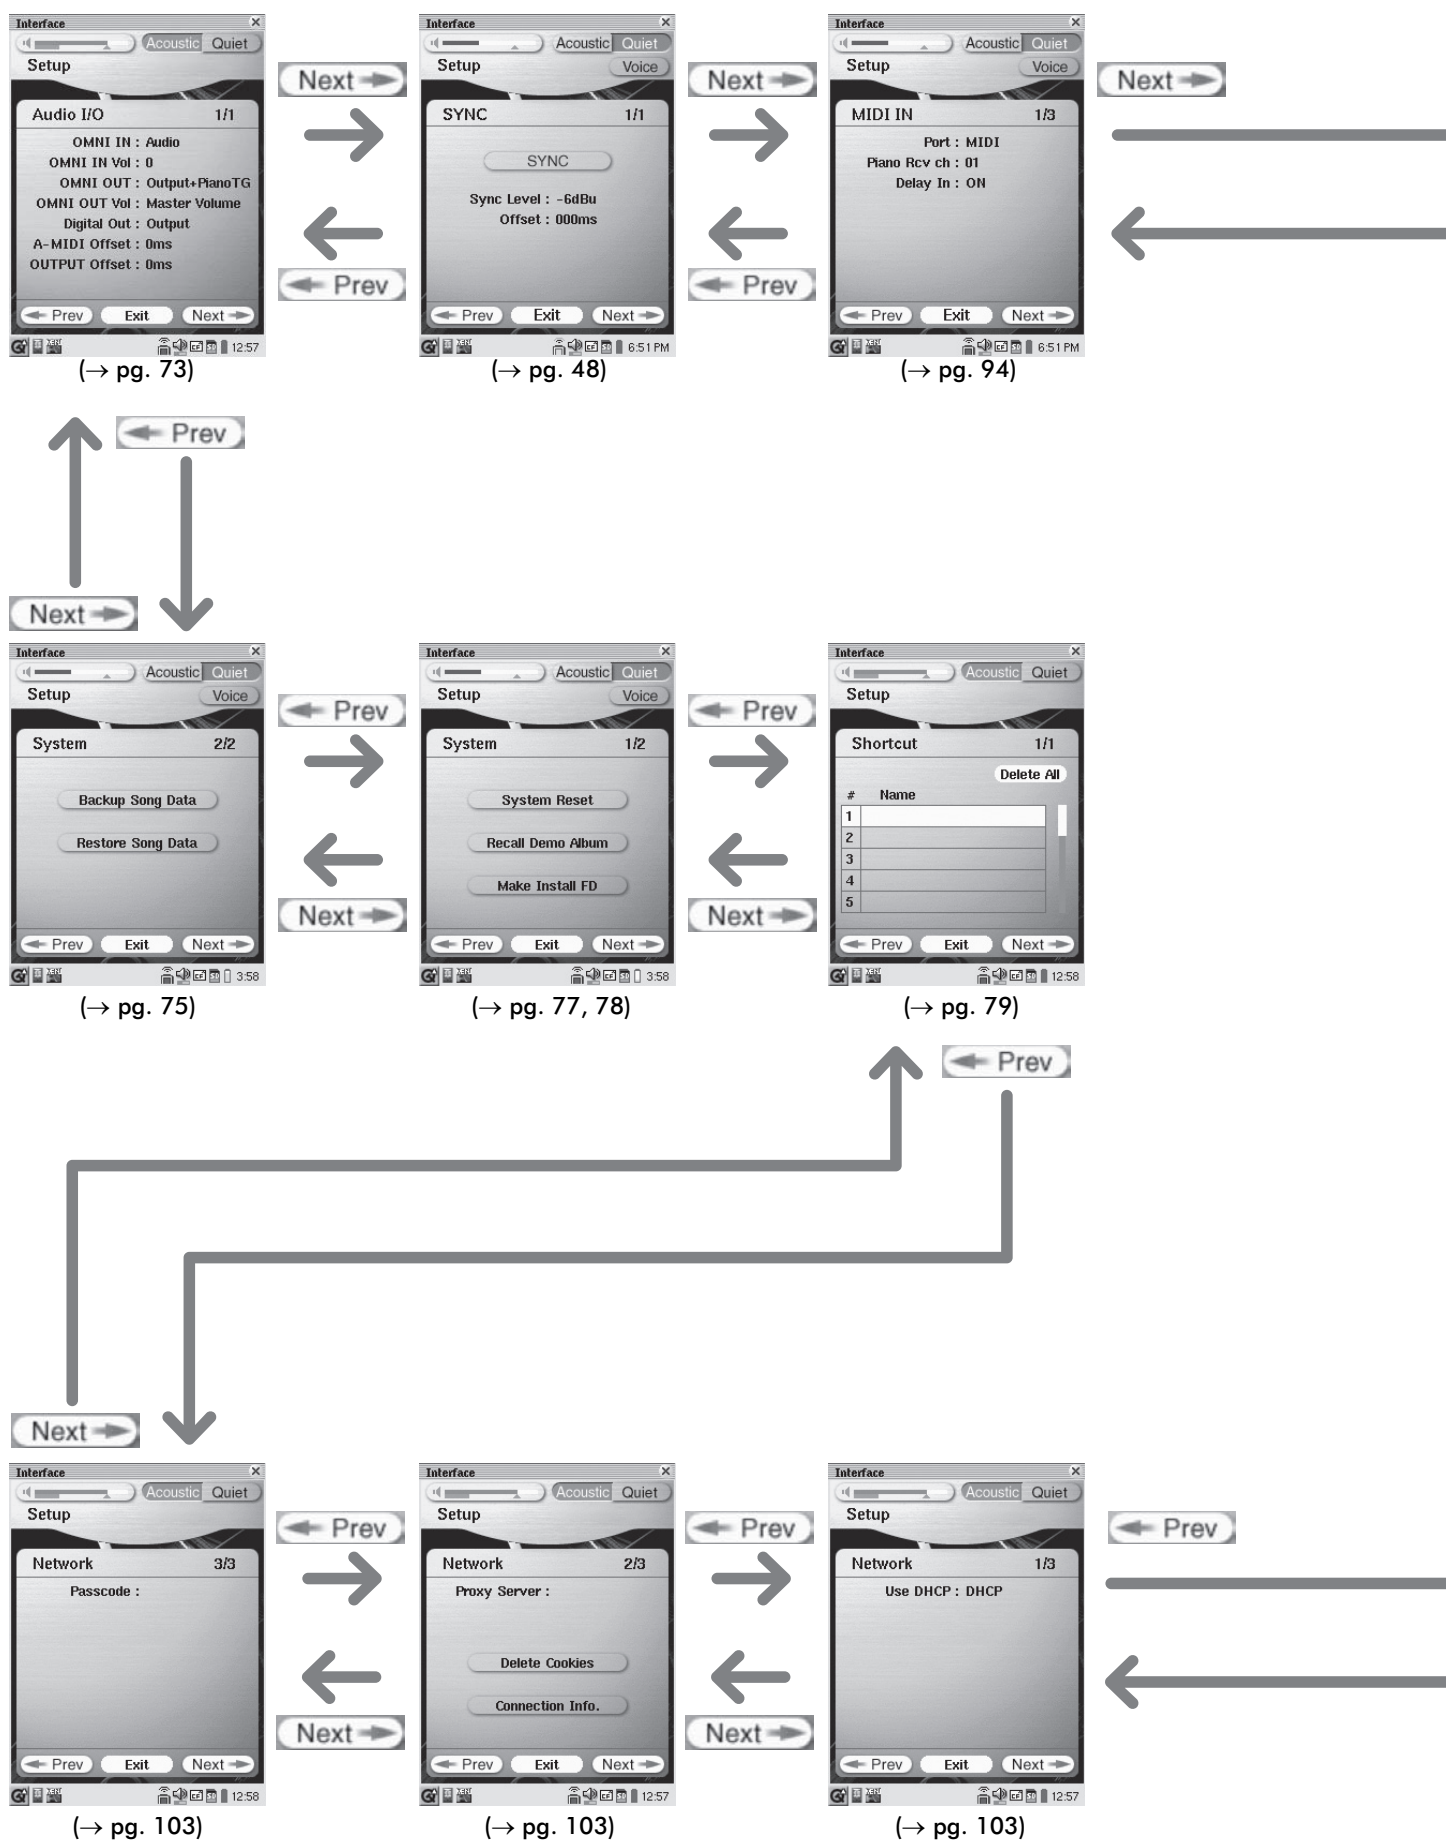 Interface
Acoustic Quiet
Setup
Audio I/O 1/1
OMNI IN : Audio
OMNI IN Vol : 0
OMNI OUT : Output+PianoTG
OMNI OUT Vol : Master Volume
Digital Out : Output
A-MIDI Offset : 0ms
OUTPUT Offset : 0ms
Prev Exit Next
12:57
(→ pg. 73)
Next
Prev
Interface
Acoustic Quiet
Setup Voice
SYNC 1/1
SYNC
Sync Level : -6dBu
Offset : 000ms
Prev Exit Next
6:51 PM
(→ pg. 48)
Next
Prev
Interface
Acoustic Quiet
Setup Voice
MIDI IN 1/3
Port : MIDI
Piano Rcv ch : 01
Delay In : ON
Prev Exit Next
6:51 PM
(→ pg. 94)
Next
Prev
Next
Interface
Acoustic Quiet
Setup Voice
System 2/2
Backup Song Data
Restore Song Data
Prev Exit Next
3:58
(→ pg. 75)
Prev
Next
Interface
Acoustic Quiet
Setup Voice
System 1/2
System Reset
Recall Demo Album
Make Install FD
Prev Exit Next
3:58
(→ pg. 77, 78)
Prev
Next
Interface
Acoustic Quiet
Setup
Shortcut 1/1
Delete All
# Name
1
2
3
4
5
Prev Exit Next
12:58
(→ pg. 79)
Prev
Next
Interface
Acoustic Quiet
Setup
Network 3/3
Passcode :
Prev Exit Next
12:58
(→ pg. 103)
Prev
Next
Interface
Acoustic Quiet
Setup
Network 2/3
Proxy Server :
Delete Cookies
Connection Info.
Prev Exit Next
12:57
(→ pg. 103)
Prev
Next
Interface
Acoustic Quiet
Setup
Network 1/3
Use DHCP : DHCP
Prev Exit Next
12:57
(→ pg. 103)
Prev